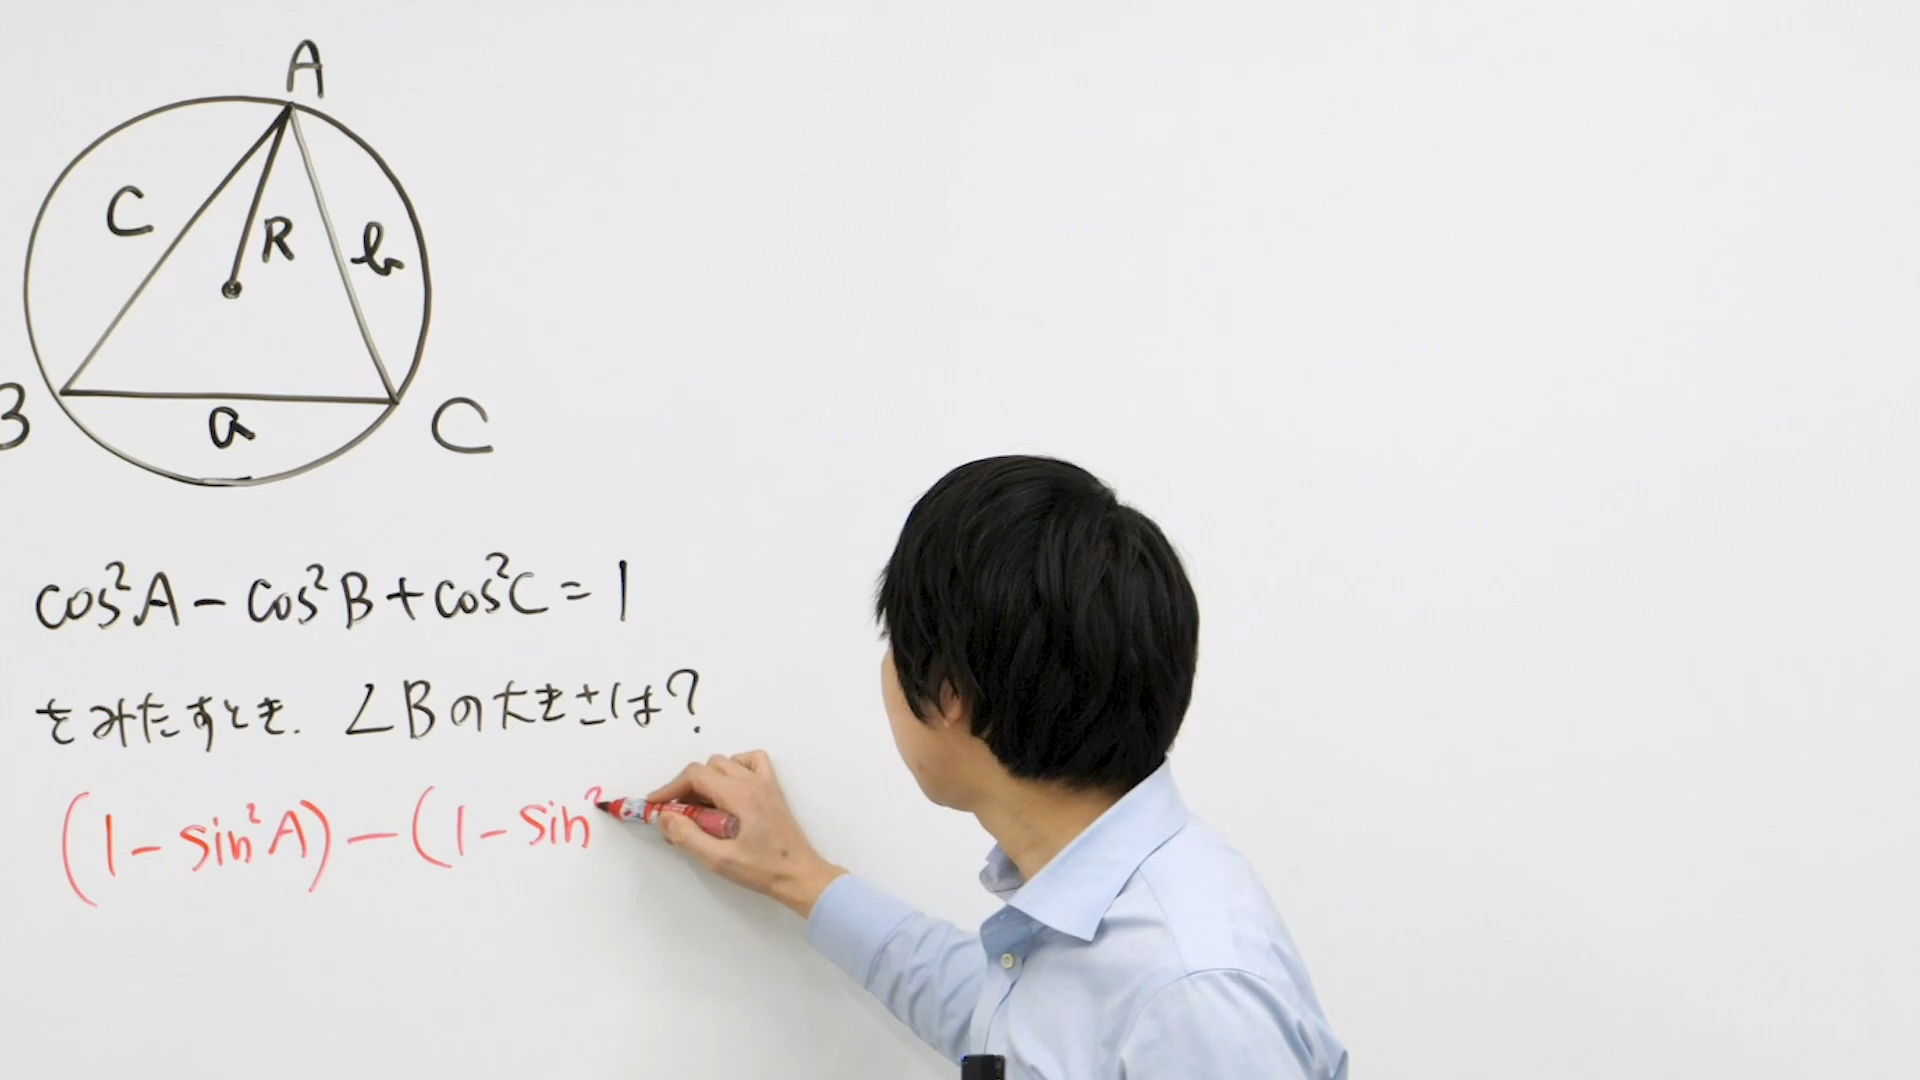 A
C
R
b
B
a
C
cos²A - cos²B + cos²C = 1
をみたすとき. ∠Bの大きさは?
(1 - sin²A) - (1 - sin²